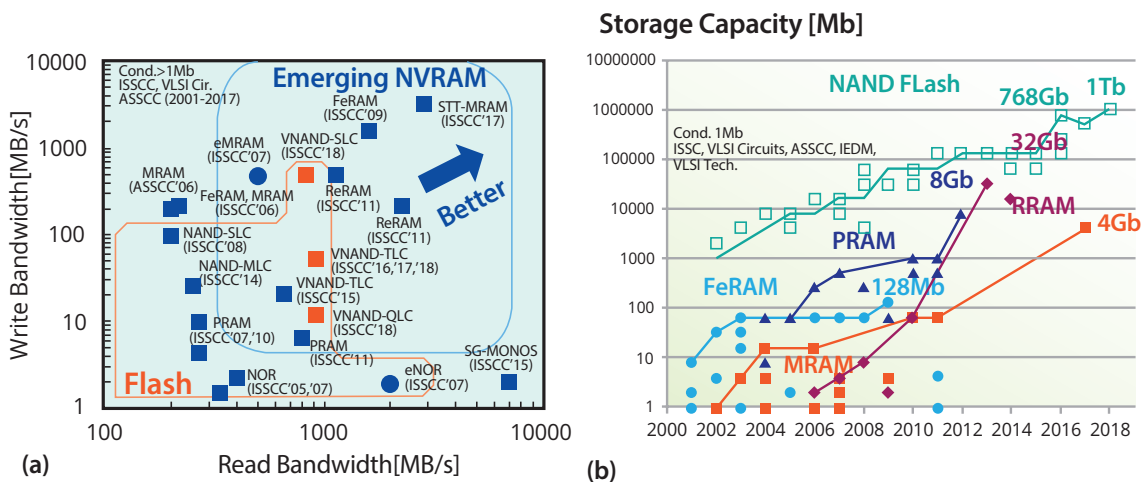 Storage Capacity [Mb]
10000
1000
100
10
1
Write Bandwidth[MB/s]
Cond.>1Mb
ISSCC, VLSI Cir.
ASSCC (2001-2017)
Emerging NVRAM
FeRAM
(ISSCC'09)
STT-MRAM
(ISSCC'17)
eMRAM
(ISSCC'07)
VNAND-SLC
(ISSCC'18)
MRAM
(ASSCC'06)
FeRAM, MRAM
(ISSCC'06)
ReRAM
(ISSCC'11)
Better
ReRAM
(ISSCC'11)
NAND-SLC
(ISSCC'08)
VNAND-TLC
(ISSCC'16,'17,'18)
NAND-MLC
(ISSCC'14)
VNAND-TLC
(ISSCC'15)
VNAND-QLC
(ISSCC'18)
PRAM
(ISSCC'07,'10)
PRAM
(ISSCC'11)
SG-MONOS
(ISSCC'15)
Flash
NOR
(ISSCC'05,'07)
eNOR
(ISSCC'07)
100
1000
10000
Read Bandwidth[MB/s]
(a)
10000000
1000000
100000
10000
1000
100
10
1
NAND FLash
768Gb
1Tb
Cond. 1Mb
ISSC, VLSI Circuits, ASSCC, IEDM,
VLSI Tech.
32Gb
8Gb
RRAM
4Gb
PRAM
FeRAM
128Mb
MRAM
2000 2002 2004 2006 2008 2010 2012 2014 2016 2018
(b)